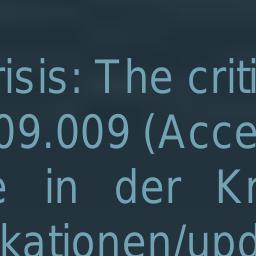 risis: The criti
09.009 (Acce
e in der Kr
kationen/upd